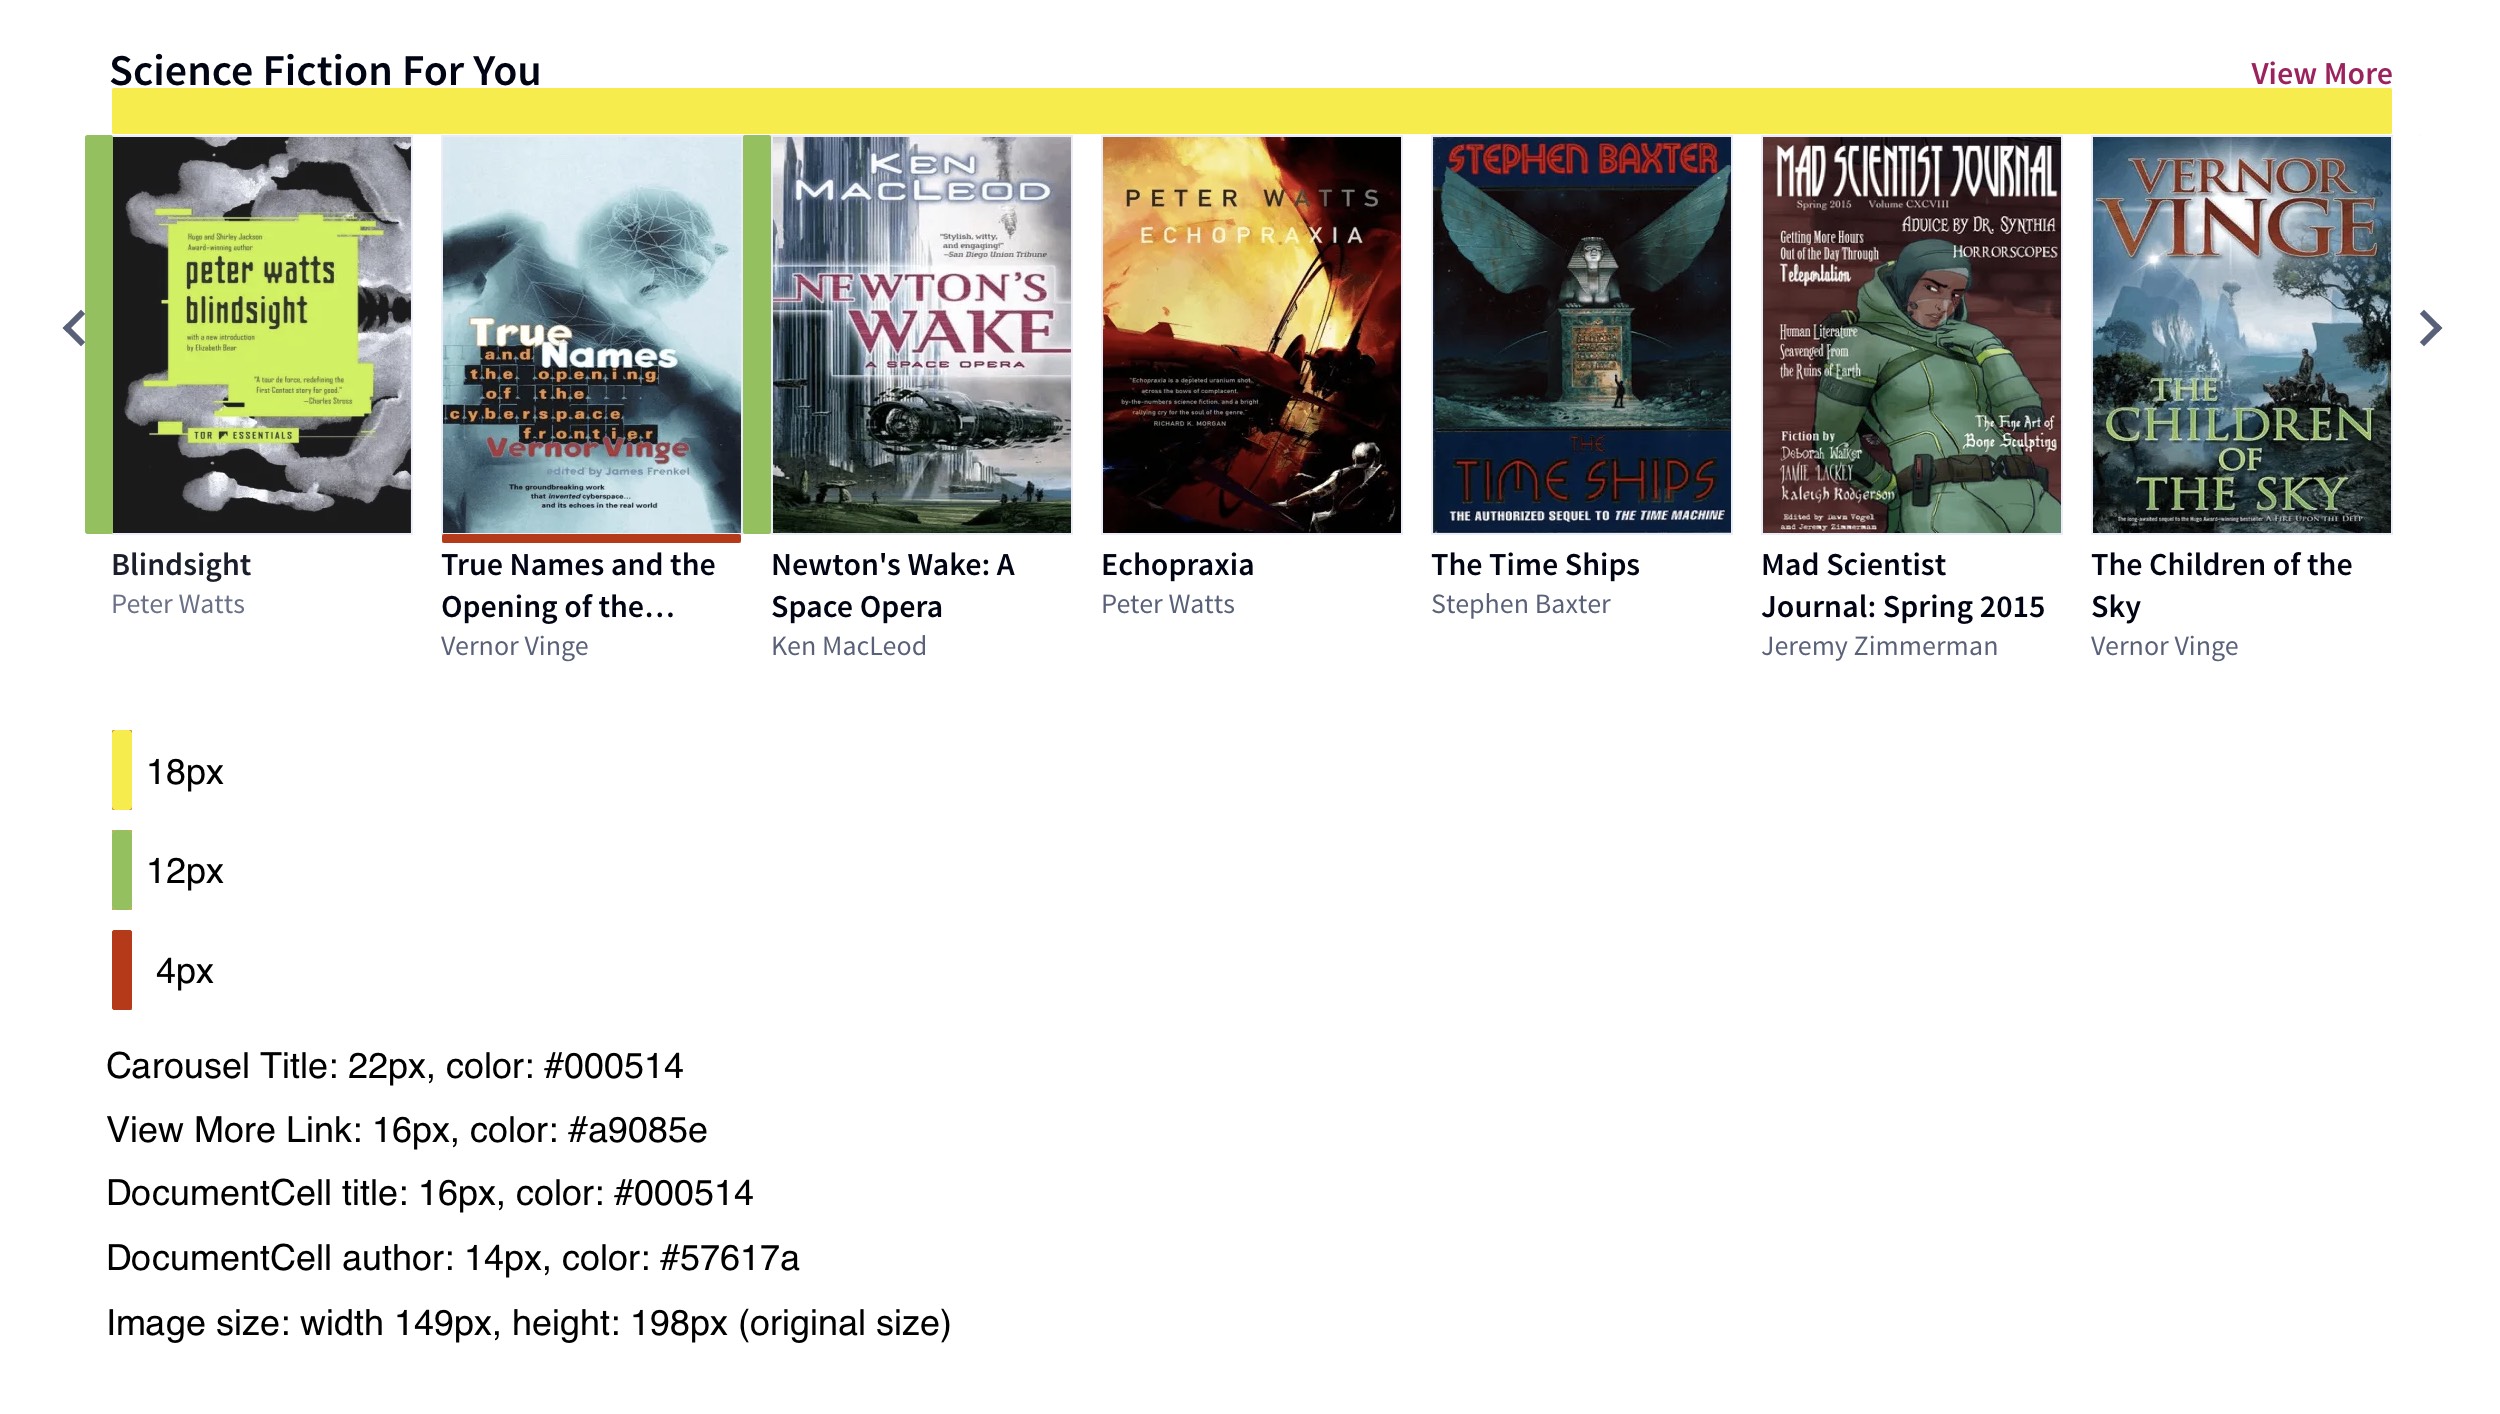 Science Fiction For You
View More
Hugo and Shirley Jackson
Award-winning author
peter watts
blindsight
with a new introduction
by Elizabeth Bear
"A tour de force, redefining the
First Contact story for good."
—Charles Stross
TOR ESSENTIALS
True
and Names
the opening
of the
cyberspace
frontier
Vernor Vinge
edited by James Frenkel
The groundbreaking work
that invented cyberspace...
and its echoes in the real world
KEN
MACLEOD
"Stylish, witty,
and engaging!"
–San Diego Union Tribune
NEWTON'S
WAKE
A SPACE OPERA
PETER WATTS
ECHOPRAXIA
"Echopraxia is a depleted uranium shot
across the bows of complacent,
by-the-numbers science fiction, and a bright
rallying cry for the soul of the genre."
RICHARD K. MORGAN
STEPHEN BAXTER
THE
TIME SHIPS
THE AUTHORIZED SEQUEL TO THE TIME MACHINE
MAD SCIENTIST JOURNAL
Spring 2015 Volume CXCVIII
ADVICE BY DR. SYNTHIA
HORRORSCOPES
Getting More Hours
Out of the Day Through
Teleportation
Human Literature
Scavenged From
the Ruins of Earth
The Fine Art of
Bone Sculpting
Fiction by
Deborah Walker
JAMIE LACKEY
Kaleigh Rodgerson
Edited by Dawn Vogel
and Jeremy Zimmerman
VERNOR
VINGE
THE
CHILDREN
OF
THE SKY
The long-awaited sequel to the Hugo Award-winning bestseller A FIRE UPON THE DEEP
Blindsight
Peter Watts
True Names and the
Opening of the…
Vernor Vinge
Newton's Wake: A
Space Opera
Ken MacLeod
Echopraxia
Peter Watts
The Time Ships
Stephen Baxter
Mad Scientist
Journal: Spring 2015
Jeremy Zimmerman
The Children of the
Sky
Vernor Vinge
18px
12px
4px
Carousel Title: 22px, color: #000514
View More Link: 16px, color: #a9085e
DocumentCell title: 16px, color: #000514
DocumentCell author: 14px, color: #57617a
Image size: width 149px, height: 198px (original size)